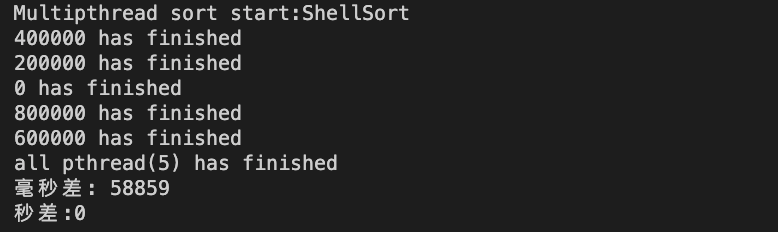 Multipthread sort start:ShellSort
400000 has finished
200000 has finished
0 has finished
800000 has finished
600000 has finished
all pthread(5) has finished
毫秒差: 58859
秒差:0